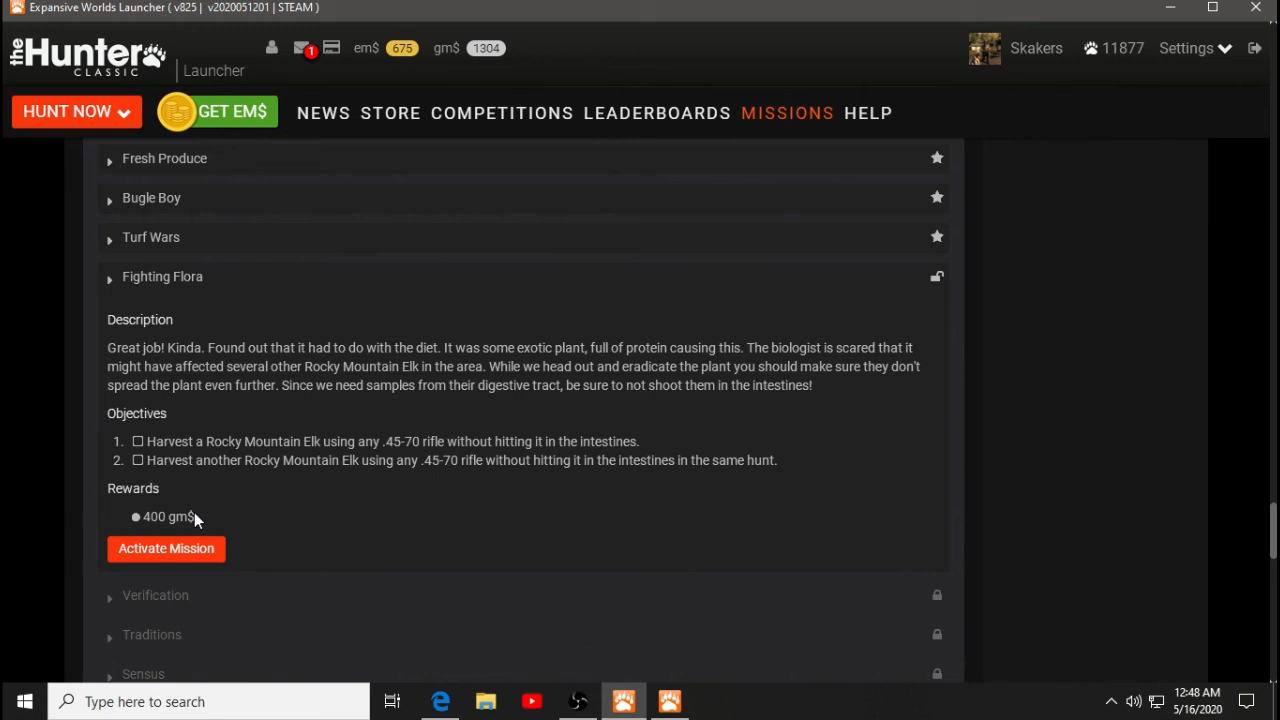 Expansive Worlds Launcher ( v825 | v2020051201 | STEAM )
theHunter
CLASSIC
Launcher
1
em$ 675 gm$ 1304
Skakers 11877 Settings
HUNT NOW GET EM$ NEWS STORE COMPETITIONS LEADERBOARDS MISSIONS HELP
Fresh Produce
Bugle Boy
Turf Wars
Fighting Flora
Description
Great job! Kinda. Found out that it had to do with the diet. It was some exotic plant, full of protein causing this. The biologist is scared that it
might have affected several other Rocky Mountain Elk in the area. While we head out and eradicate the plant you should make sure they don't
spread the plant even further. Since we need samples from their digestive tract, be sure to not shoot them in the intestines!
Objectives
1. Harvest a Rocky Mountain Elk using any .45-70 rifle without hitting it in the intestines.
2. Harvest another Rocky Mountain Elk using any .45-70 rifle without hitting it in the intestines in the same hunt.
Rewards
400 gm$
Activate Mission
Verification
Traditions
Sensus
Type here to search
12:48 AM
5/16/2020